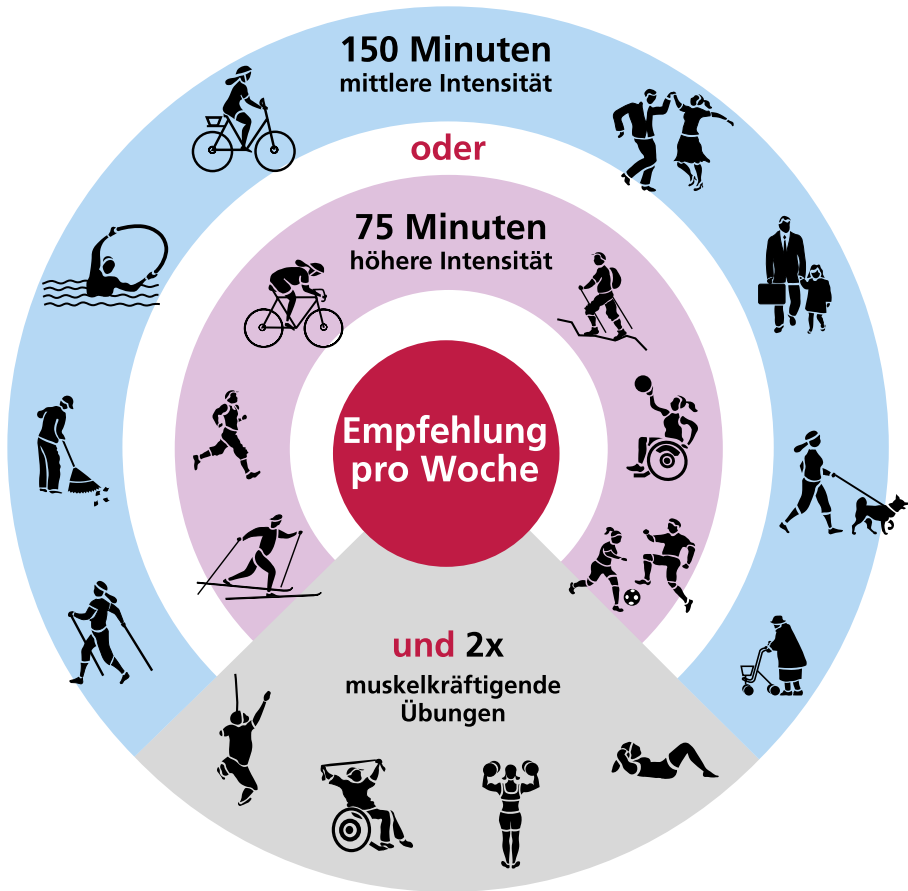 150 Minuten
mittlere Intensität
oder
75 Minuten
höhere Intensität
Empfehlung
pro Woche
und 2x
muskelkräftigende
Übungen